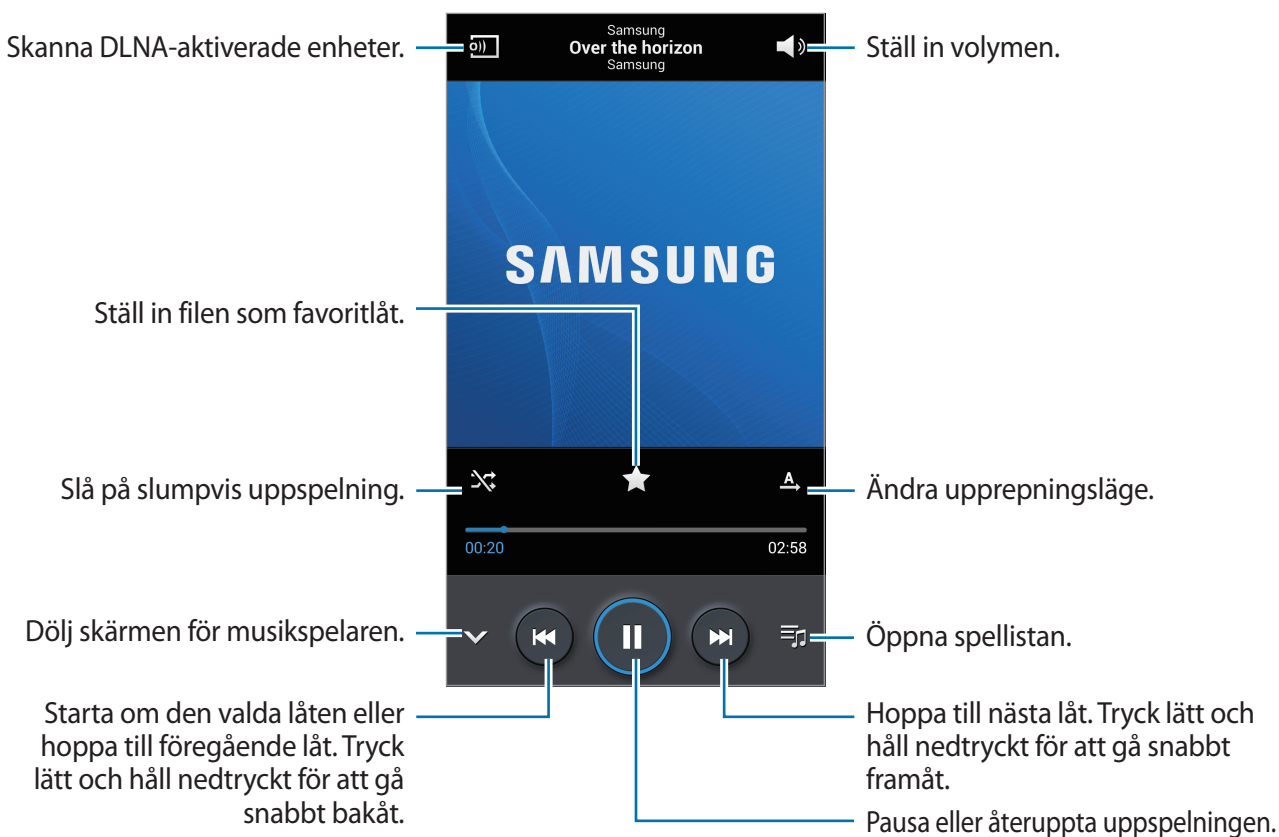 Skanna DLNA-aktiverade enheter.
Samsung
Over the horizon
Samsung
Ställ in volymen.
SAMSUNG
Ställ in filen som favoritlåt.
Slå på slumpvis uppspelning.
A
Ändra upprepningsläge.
00:20
02:58
Dölj skärmen för musikspelaren.
Öppna spellistan.
Starta om den valda låten eller
hoppa till föregående låt. Tryck
lätt och håll nedtryckt för att gå
snabbt bakåt.
Hoppa till nästa låt. Tryck lätt och
håll nedtryckt för att gå snabbt
framåt.
Pausa eller återuppta uppspelningen.